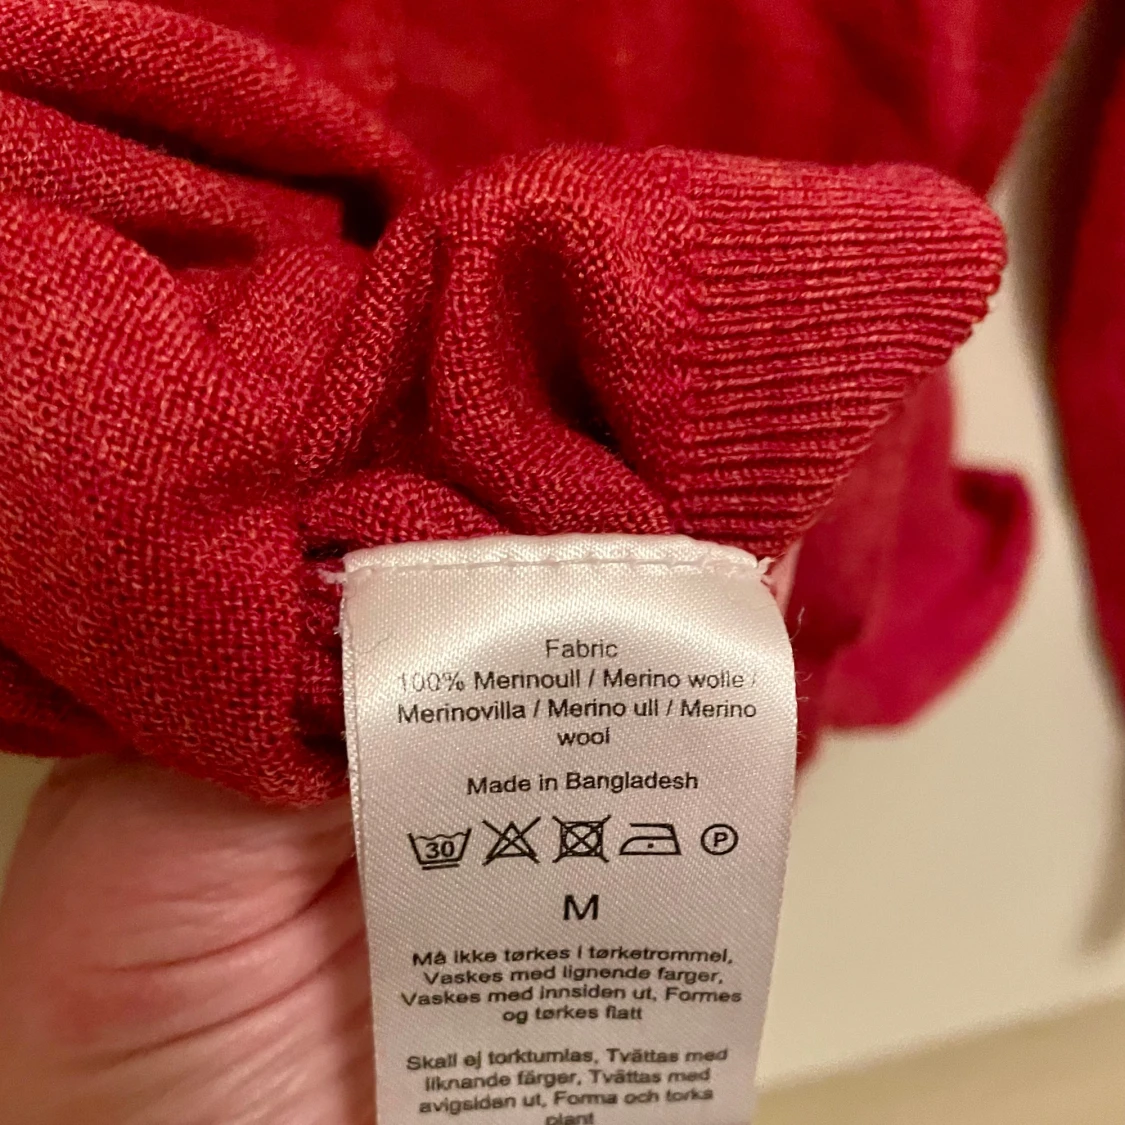 Fabric
100% Merinoull / Merino wolle /
Merinovilla / Merino ull / Merino
wool
Made in Bangladesh
30 P
M
Må ikke tørkes i tørketrommel,
Vaskes med lignende farger,
Vaskes med innsiden ut, Formes
og tørkes flatt
Skall ej torktumlas, Tvättas med
liknande färger, Tvättas med
avigsidan ut, Forma och torka
plant